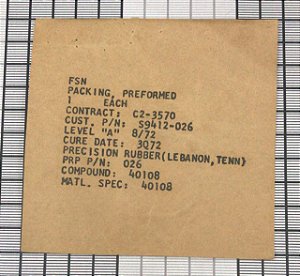 FSN
PACKING, PREFORMED
1 EACH
CONTRACT: C2-3570
CUST. P/N: S9412-026
LEVEL "A" 8/72
CURE DATE: 3Q72
PRECISION RUBBER(LEBANON,TENN)
PRP P/N: 026
COMPOUND: 40108
MATL. SPEC: 40108